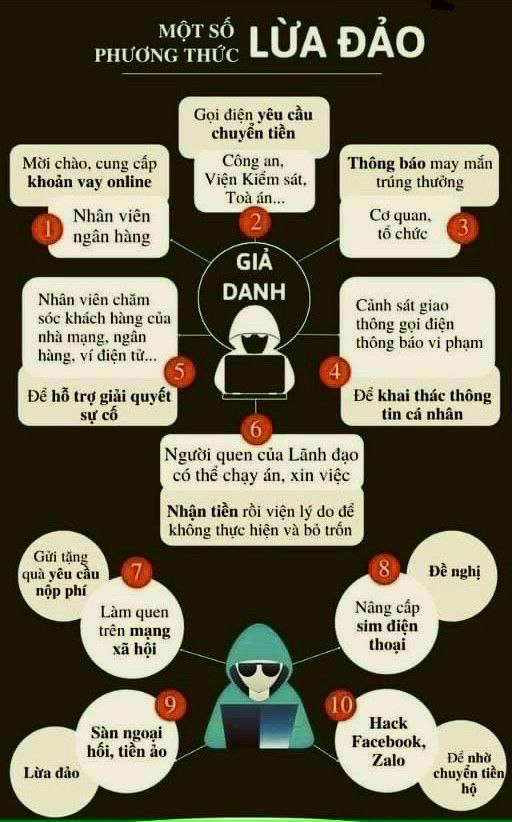 MỘT SỐ
PHƯƠNG THỨC
LỪA ĐẢO
Gọi điện yêu cầu
chuyển tiền
Công an,
Viện Kiểm sát,
Toà án...
2
Mời chào, cung cấp
khoản vay online
1
Nhân viên
ngân hàng
Thông báo may mắn
trúng thưởng
Cơ quan,
tổ chức
3
GIẢ
DANH
Nhân viên chăm
sóc khách hàng của
nhà mạng, ngân
hàng, ví điện tử...
5
Để hỗ trợ giải quyết
sự cố
Cảnh sát giao
thông gọi điện
thông báo vi phạm
4
Để khai thác thông
tin cá nhân
6
Người quen của Lãnh đạo
có thể chạy án, xin việc
Nhận tiền rồi viện lý do để
không thực hiện và bỏ trốn
Gửi tặng
quà yêu cầu
nộp phí
7
Làm quen
trên mạng
xã hội
8
Đề nghị
Nâng cấp
sim điện
thoại
9
Sàn ngoại
hối, tiền ảo
Lừa đảo
10
Hack
Facebook,
Zalo
Để nhờ
chuyển tiền
hộ